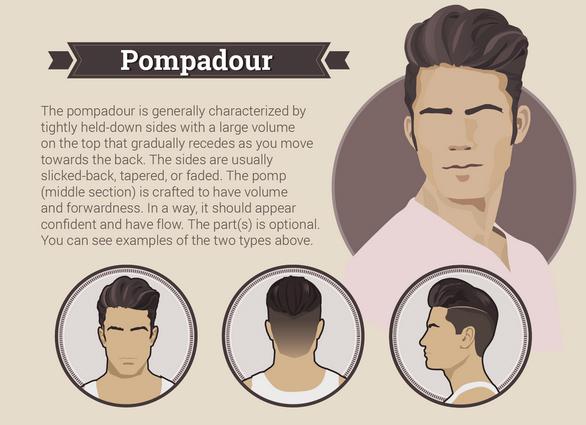 Pompadour
The pompadour is generally characterized by
tightly held-down sides with a large volume
on the top that gradually recedes as you move
towards the back. The sides are usually
slicked-back, tapered, or faded. The pomp
(middle section) is crafted to have volume
and forwardness. In a way, it should appear
confident and have flow. The part(s) is optional.
You can see examples of the two types above.